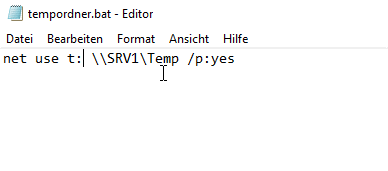 tempordner.bat - Editor
Datei Bearbeiten Format Ansicht Hilfe
net use t: \\SRV1\Temp /p:yes